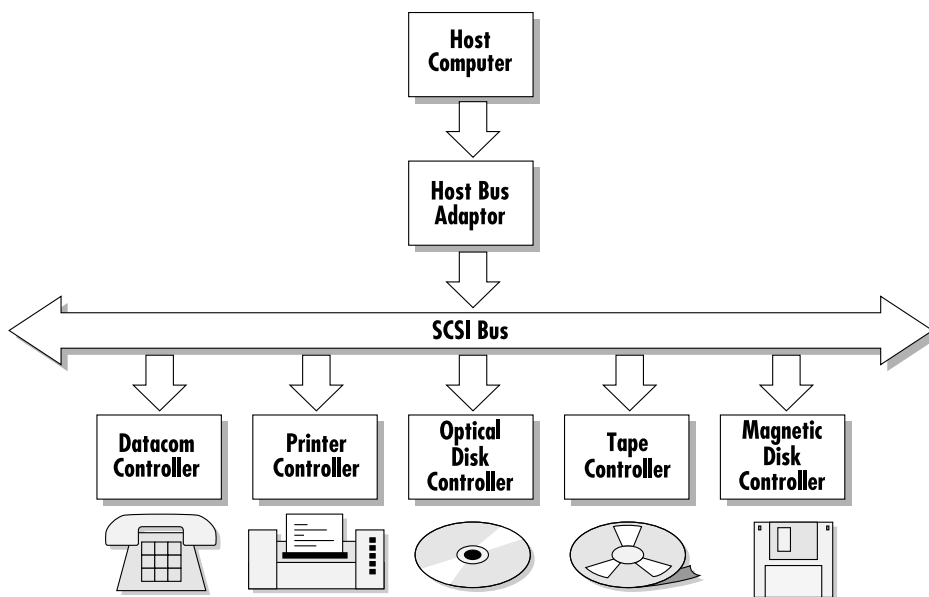 Host
Computer
Host Bus
Adaptor
SCSI Bus
Datacom
Controller
Printer
Controller
Optical
Disk
Controller
Tape
Controller
Magnetic
Disk
Controller